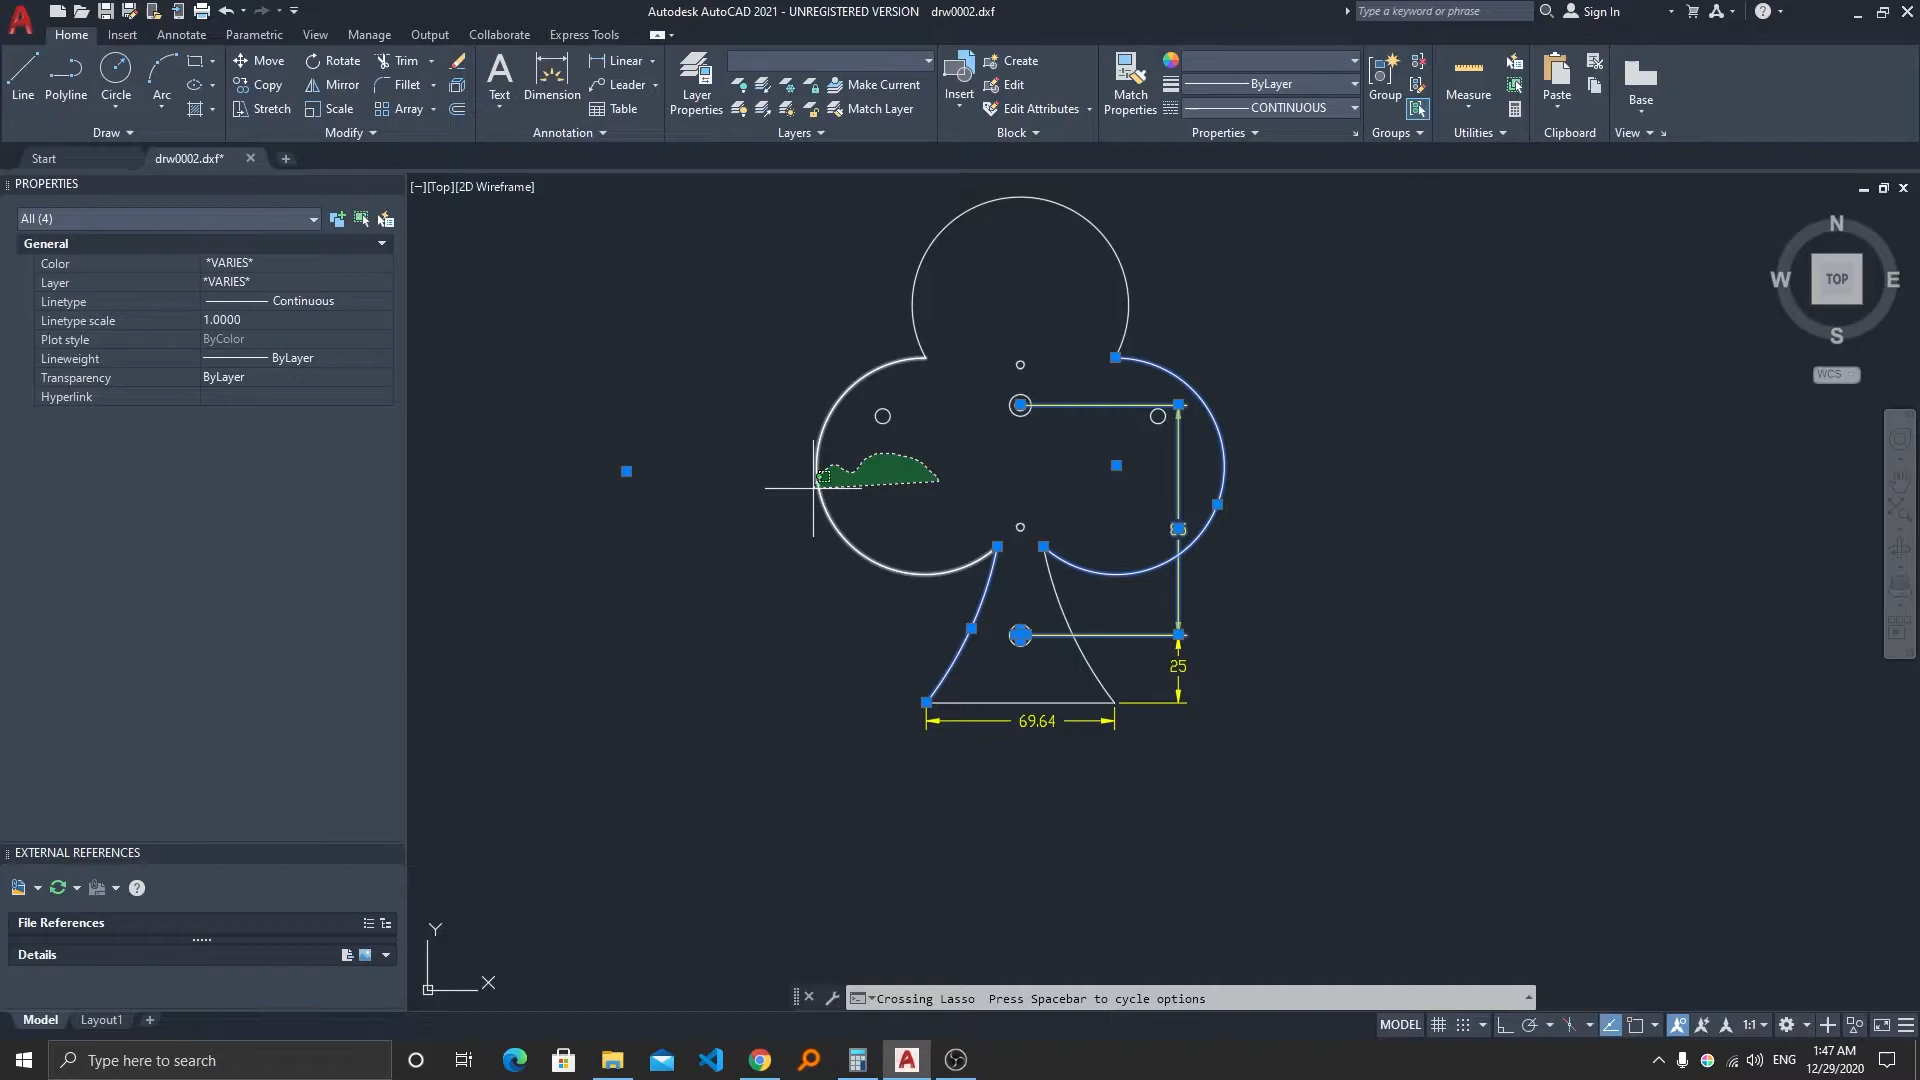 Autodesk AutoCAD 2021 - UNREGISTERED VERSION drw0002.dxf
Type a keyword or phrase
Sign In
Home Insert Annotate Parametric View Manage Output Collaborate Express Tools
Line Polyline Circle Arc
Move Rotate Trim
Copy Mirror Fillet
Stretch Scale Array
Text Dimension
Linear
Leader
Table
Layer Properties
Make Current
Match Layer
Insert
Create
Edit
Edit Attributes
Match Properties
ByLayer
CONTINUOUS
Group
Measure
Paste
Base
Draw Modify Annotation Layers Block Properties Groups Utilities Clipboard View
Start drw0002.dxf*
PROPERTIES
All (4)
General
Color *VARIES*
Layer *VARIES*
Linetype Continuous
Linetype scale 1.0000
Plot style ByColor
Lineweight ByLayer
Transparency ByLayer
Hyperlink
[−][Top][2D Wireframe]
N
W TOP E
S
WCS
25
69.64
EXTERNAL REFERENCES
File References
Details
Y
X
Crossing Lasso Press Spacebar to cycle options
Model Layout1
MODEL
1:1
Type here to search
ENG
1:47 AM
12/29/2020